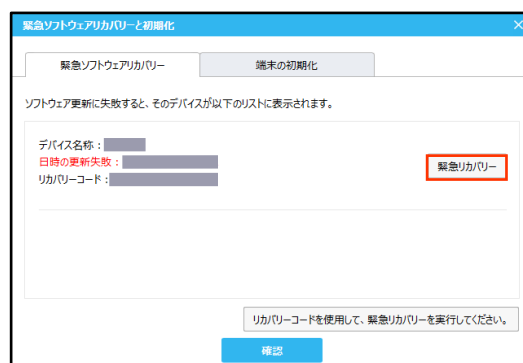 緊急ソフトウェアリカバリーと初期化
緊急ソフトウェアリカバリー
端末の初期化
ソフトウェア更新に失敗すると、そのデバイスが以下のリストに表示されます。
デバイス名称：
日時の更新失敗：
リカバリーコード：
緊急リカバリー
リカバリーコードを使用して、緊急リカバリーを実行してください。
確認